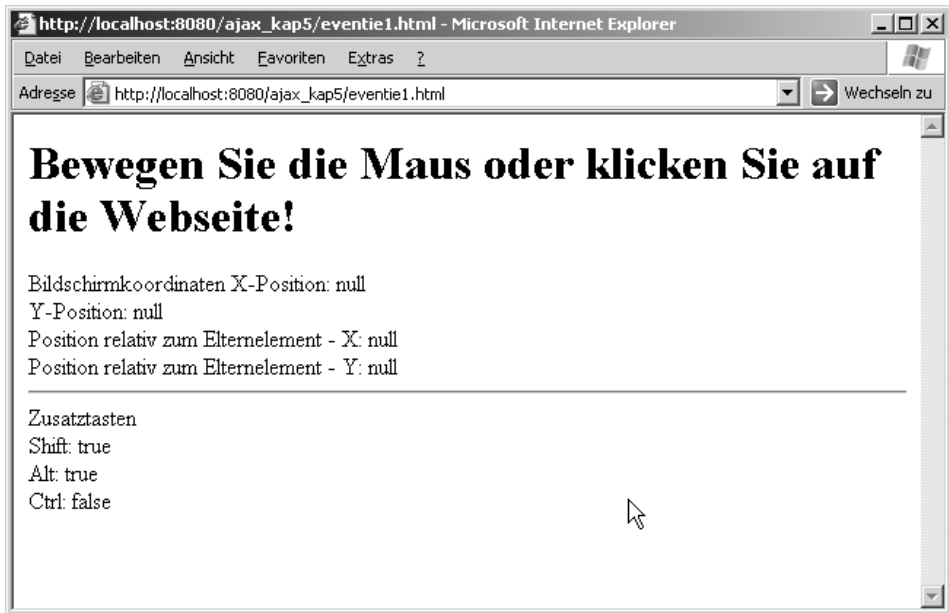 http://localhost:8080/ajax_kap5/eventie1.html - Microsoft Internet Explorer
Datei Bearbeiten Ansicht Favoriten Extras ?
Adresse http://localhost:8080/ajax_kap5/eventie1.html Wechseln zu
Bewegen Sie die Maus oder klicken Sie auf
die Webseite!
Bildschirmkoordinaten X-Position: null
Y-Position: null
Position relativ zum Elternelement - X: null
Position relativ zum Elternelement - Y: null
Zusatztasten
Shift: true
Alt: true
Ctrl: false